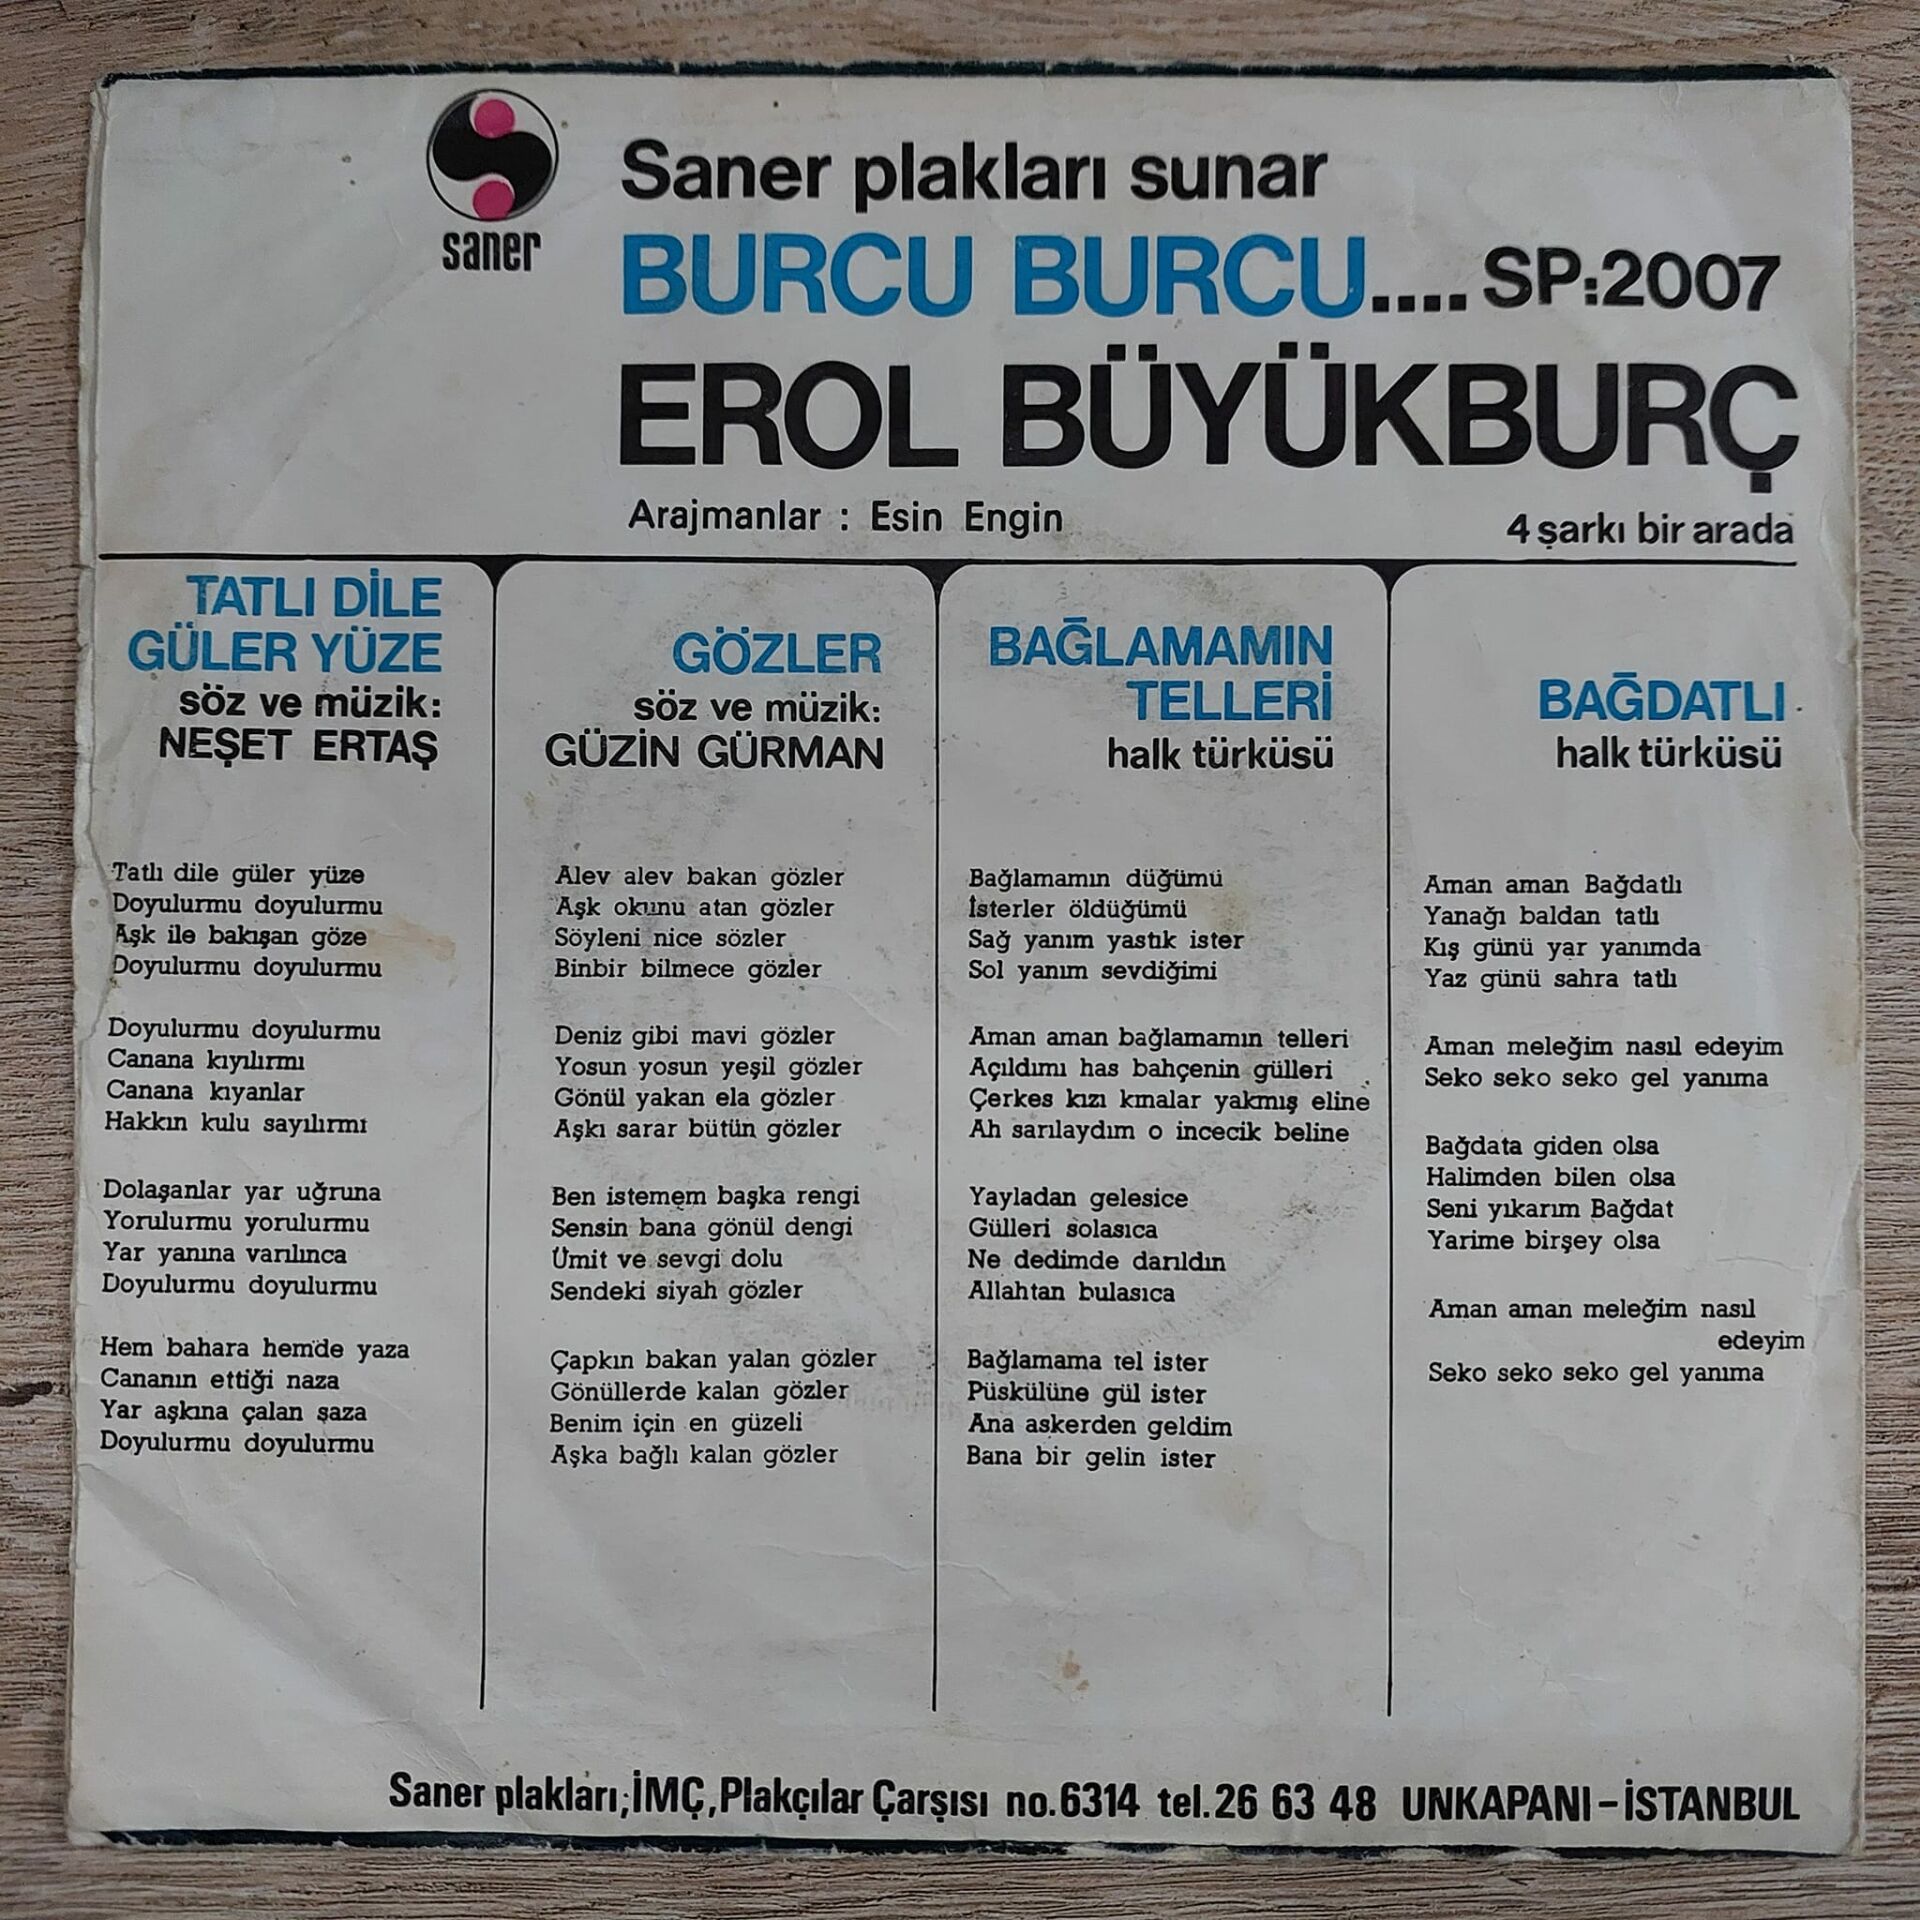 saner
Saner plakları sunar
BURCU BURCU.... SP:2007
EROL BÜYÜKBURÇ
Arajmanlar : Esin Engin
4 şarkı bir arada
TATLI DİLE
GÜLER YÜZE
söz ve müzik:
NEŞET ERTAŞ
Tatlı dile güler yüze
Doyulurmu doyulurmu
Aşk ile bakışan göze
Doyulurmu doyulurmu
Doyulurmu doyulurmu
Canana kıyılırmı
Canana kıyanlar
Hakkın kulu sayılırmı
Dolaşanlar yar uğruna
Yorulurmu yorulurmu
Yar yanına varılınca
Doyulurmu doyulurmu
Hem bahara hemde yaza
Cananın ettiği naza
Yar aşkına çalan şaza
Doyulurmu doyulurmu
GÖZLER
söz ve müzik:
GÜZİN GÜRMAN
Alev alev bakan gözler
Aşk okunu atan gözler
Söyleni nice sözler
Binbir bilmece gözler
Deniz gibi mavi gözler
Yosun yosun yeşil gözler
Gönül yakan ela gözler
Aşkı sarar bütün gözler
Ben istemem başka rengi
Sensin bana gönül dengi
Ümit ve sevgi dolu
Sendeki siyah gözler
Çapkın bakan yalan gözler
Gönüllerde kalan gözler
Benim için en güzeli
Aşka bağlı kalan gözler
BAĞLAMAMIN
TELLERİ
halk türküsü
Bağlamamın düğümü
İsterler öldüğümü
Sağ yanım yastık ister
Sol yanım sevdiğimi
Aman aman bağlamamın telleri
Açıldımı has bahçenin gülleri
Çerkes kızı kınalar yakmış eline
Ah sarılaydım o incecik beline
Yayladan gelesice
Gülleri solasıca
Ne dedimde darıldın
Allahtan bulasıca
Bağlamama tel ister
Püskülüne gül ister
Ana askerden geldim
Bana bir gelin ister
BAĞDATLI
halk türküsü
Aman aman Bağdatlı
Yanağı baldan tatlı
Kış günü yar yanımda
Yaz günü sahra tatlı
Aman meleğim nasıl edeyim
Seko seko seko gel yanıma
Bağdata giden olsa
Halimden bilen olsa
Seni yıkarım Bağdat
Yarime birşey olsa
Aman aman meleğim nasıl
edeyim
Seko seko seko gel yanıma
Saner plakları,İMÇ,Plakçılar Çarşısı no.6314 tel.26 63 48 UNKAPANI-İSTANBUL